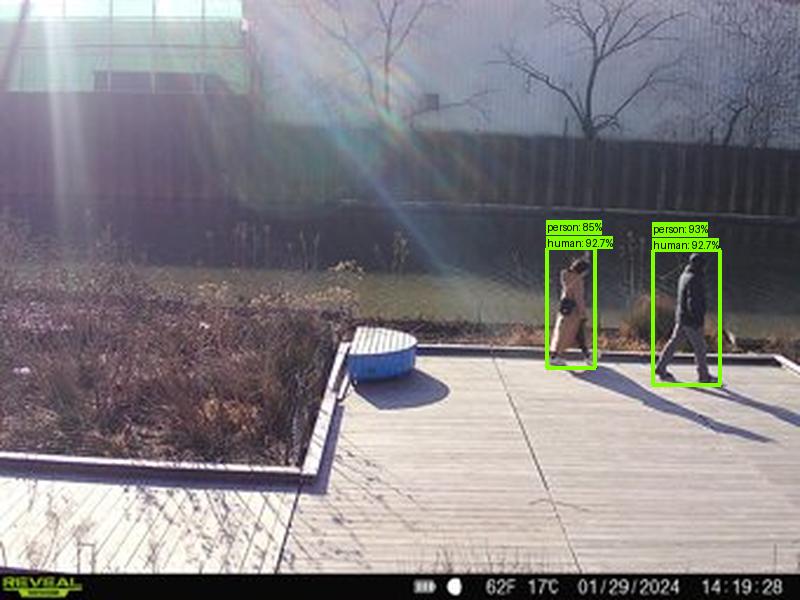 person: 85%
human: 92.7%
person: 93%
human: 92.7%
REVEAL
62F 17C 01/29/2024 14:19:28